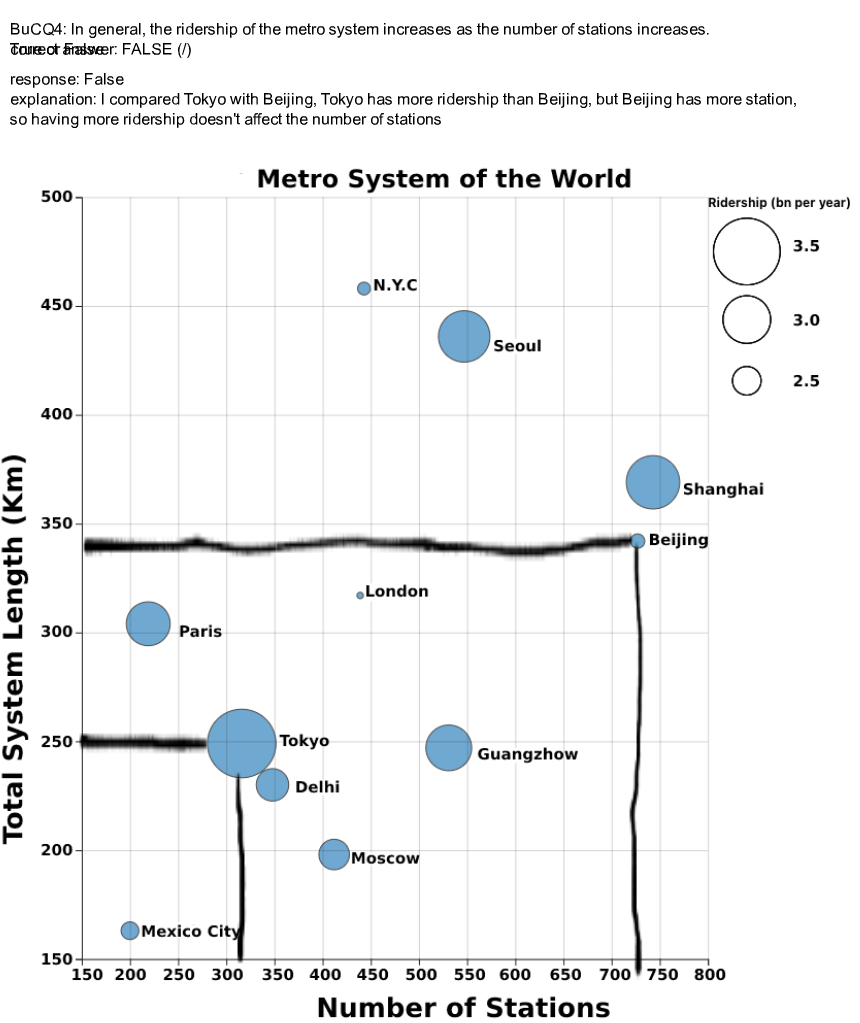 BuCQ4: In general, the ridership of the metro system increases as the number of stations increases.
True or False
correct answer: FALSE (/)
response: False
explanation: I compared Tokyo with Beijing, Tokyo has more ridership than Beijing, but Beijing has more station,
so having more ridership doesn't affect the number of stations
Metro System of the World
Ridership (bn per year)
3.5
3.0
2.5
Total System Length (Km)
500
450
400
350
300
250
200
150
N.Y.C
Seoul
Shanghai
Beijing
London
Paris
Tokyo
Guangzhow
Delhi
Moscow
Mexico City
150 200 250 300 350 400 450 500 550 600 650 700 750 800
Number of Stations